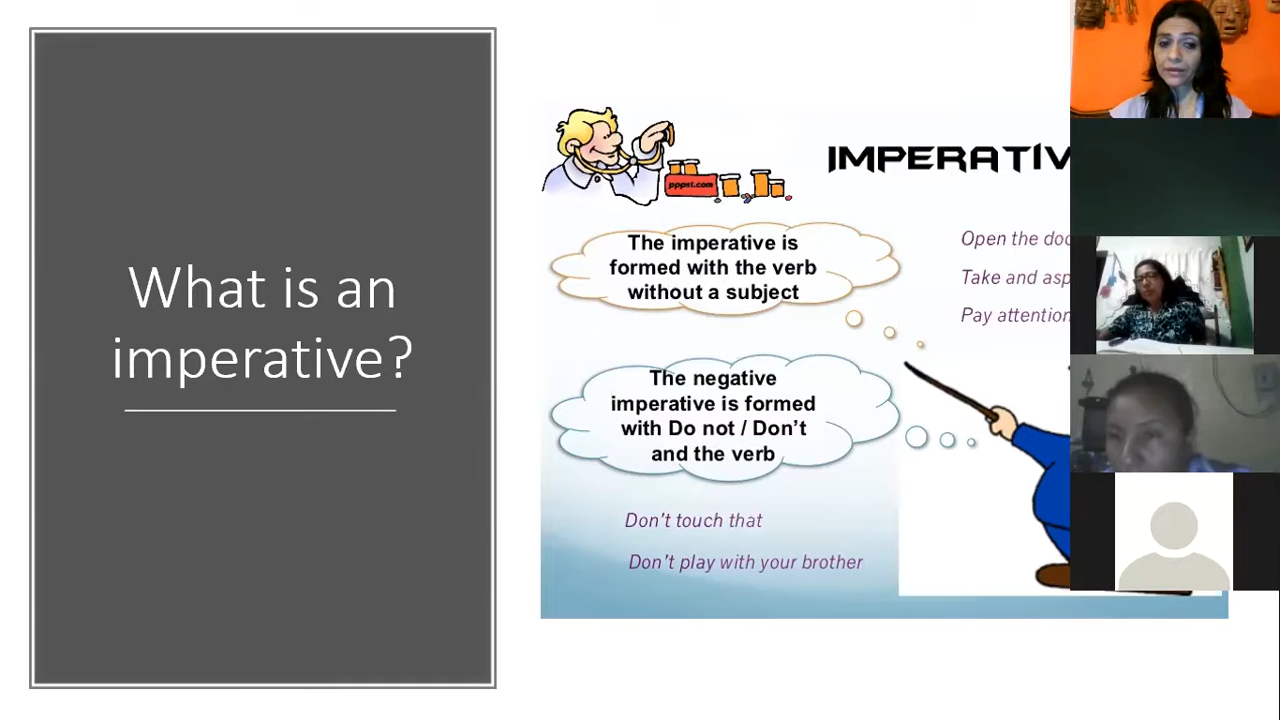 What is an
imperative?
pppst.com
IMPERATIV
The imperative is
formed with the verb
without a subject
Open the doo
Take and asp
Pay attention
The negative
imperative is formed
with Do not / Don't
and the verb
Don't touch that
Don't play with your brother